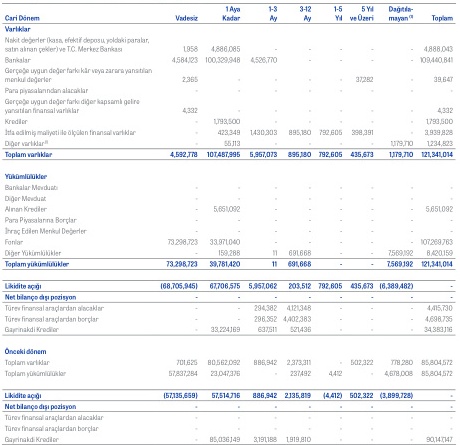 1 Aya 1-3 3-12 1-5 5 Yıl Dağıtıla-
Cari Dönem Vadesiz Kadar Ay Ay Yıl ve Üzeri mayan (1) Toplam
Varlıklar
Nakit değerler (kasa, efektif deposu, yoldaki paralar,
satın alınan çekler) ve T.C. Merkez Bankası 1,958 4,886,085 - - - - - 4,888,043
Bankalar 4,584,123 100,329,948 4,526,770 - - - - 109,440,841
Gerçeğe uygun değer farkı kâr veya zarara yansıtılan
menkul değerler 2,365 - - - - 37,282 - 39,647
Para piyasalarından alacaklar - - - - - - - -
Gerçeğe uygun değer farkı diğer kapsamlı gelire
yansıtılan finansal varlıklar 4,332 - - - - - - 4,332
Krediler - 1,793,500 - - - - - 1,793,500
İtfa edilmiş maliyeti ile ölçülen finansal varlıklar - 423,349 1,430,303 895,180 792,605 398,391 - 3,939,828
Diğer varlıklar(2) - 55,113 - - - - 1,179,710 1,234,823
Toplam varlıklar 4,592,778 107,487,995 5,957,073 895,180 792,605 435,673 1,179,710 121,341,014
Yükümlülükler
Bankalar Mevduatı - - - - - - - -
Diğer Mevduat - - - - - - - -
Alınan Krediler - 5,651,092 - - - - - 5,651,092
Para Piyasalarına Borçlar - - - - - - - -
İhraç Edilen Menkul Değerler - - - - - - - -
Fonlar 73,298,723 33,971,040 - - - - - 107,269,763
Diğer Yükümlülükler - 159,288 11 691,668 - - 7,569,192 8,420,159
Toplam yükümlülükler 73,298,723 39,781,420 11 691,668 - - 7,569,192 121,341,014
Likidite açığı (68,705,945) 67,706,575 5,957,062 203,512 792,605 435,673 (6,389,482) -
Net bilanço dışı pozisyon - - - - - - - -
Türev finansal araçlardan alacaklar - - 294,382 4,121,348 - - - 4,415,730
Türev finansal araçlardan borçlar - - 296,352 4,402,383 - - - 4,698,735
Gayrinakdi Krediler - 33,224,169 637,511 521,436 - - - 34,383,116
Önceki dönem
Toplam varlıklar 701,625 80,562,092 886,942 2,373,311 - 502,322 778,280 85,804,572
Toplam yükümlülükler 57,837,284 23,047,376 - 237,492 4,412 - 4,678,008 85,804,572
Likidite açığı (57,135,659) 57,514,716 886,942 2,135,819 (4,412) 502,322 (3,899,728) -
Net bilanço dışı pozisyon - - - - - - - -
Türev finansal araçlardan alacaklar - - - - - - - -
Türev finansal araçlardan borçlar - - - - - - - -
Gayrinakdi Krediler - 85,036,149 3,191,188 1,919,810 - - - 90,147,147